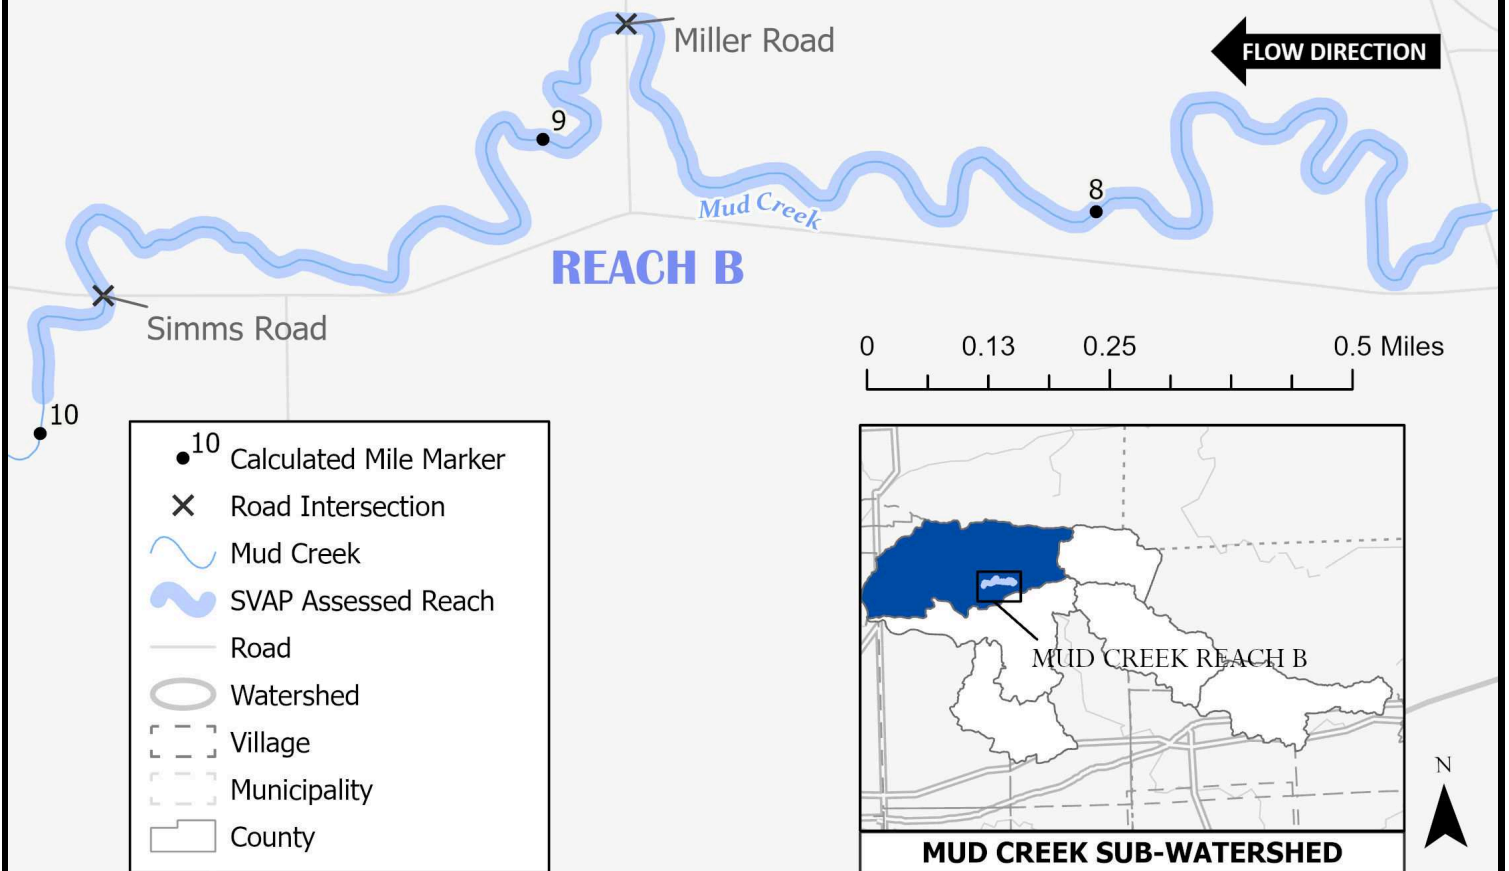 Miller Road
FLOW DIRECTION
9
8
Mud Creek
REACH B
Simms Road
0 0.13 0.25 0.5 Miles
10
10 Calculated Mile Marker
Road Intersection
Mud Creek
SVAP Assessed Reach
Road
Watershed
Village
Municipality
County
MUD CREEK REACH B
N
MUD CREEK SUB-WATERSHED